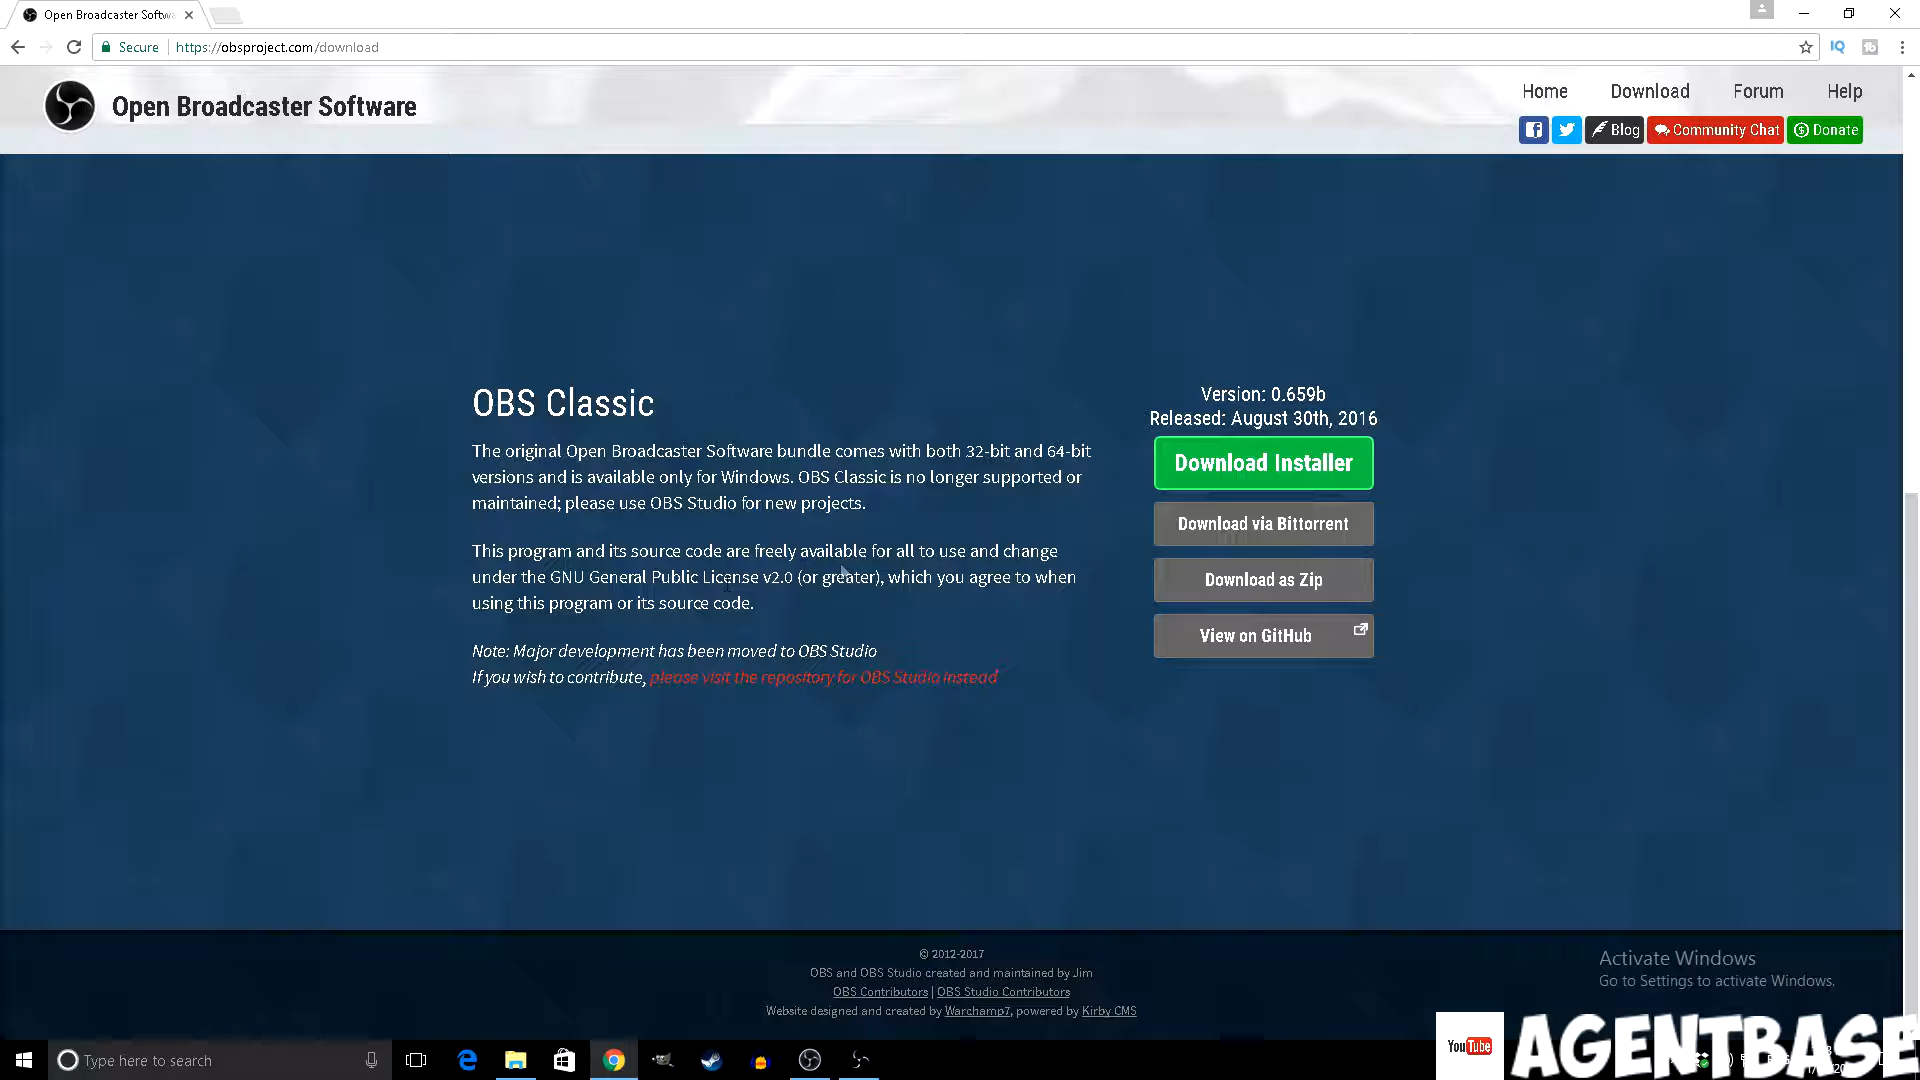 Open Broadcaster Softwa
Secure
https://obsproject.com/download
IQ
tb
Open Broadcaster Software
Home
Download
Forum
Help
Blog
Community Chat
Donate
OBS Classic
The original Open Broadcaster Software bundle comes with both 32-bit and 64-bit
versions and is available only for Windows. OBS Classic is no longer supported or
maintained; please use OBS Studio for new projects.
This program and its source code are freely available for all to use and change
under the GNU General Public License v2.0 (or greater), which you agree to when
using this program or its source code.
Note: Major development has been moved to OBS Studio
If you wish to contribute, please visit the repository for OBS Studio instead
Version: 0.659b
Released: August 30th, 2016
Download Installer
Download via Bittorrent
Download as Zip
View on GitHub
© 2012-2017
OBS and OBS Studio created and maintained by Jim
OBS Contributors | OBS Studio Contributors
Website designed and created by Warchamp7, powered by Kirby CMS
Activate Windows
Go to Settings to activate Windows.
Type here to search
YouTube
AGENTBASE